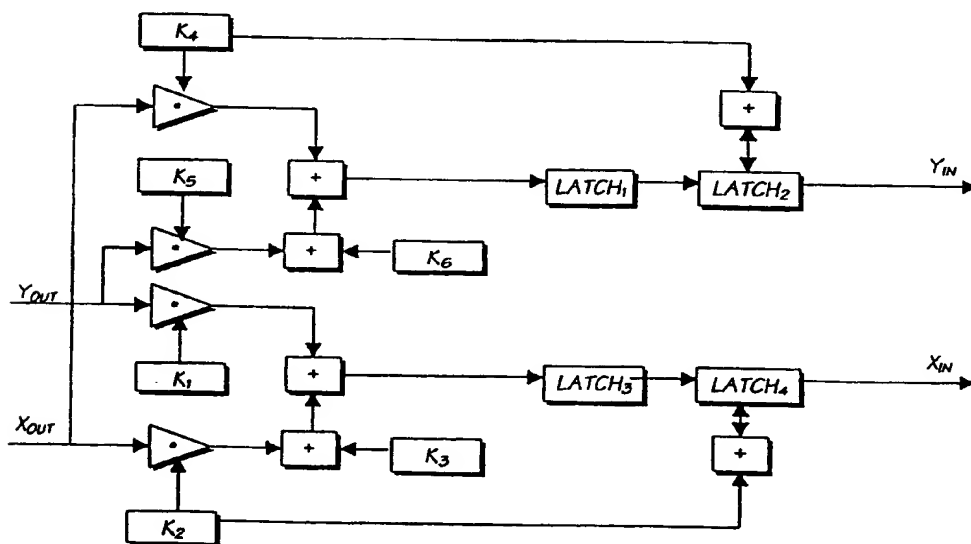 K4
+
K5
+
LATCH1
LATCH2
YIN
+
K6
YOUT
K1
+
LATCH3
LATCH4
XIN
XOUT
+
K3
+
K2